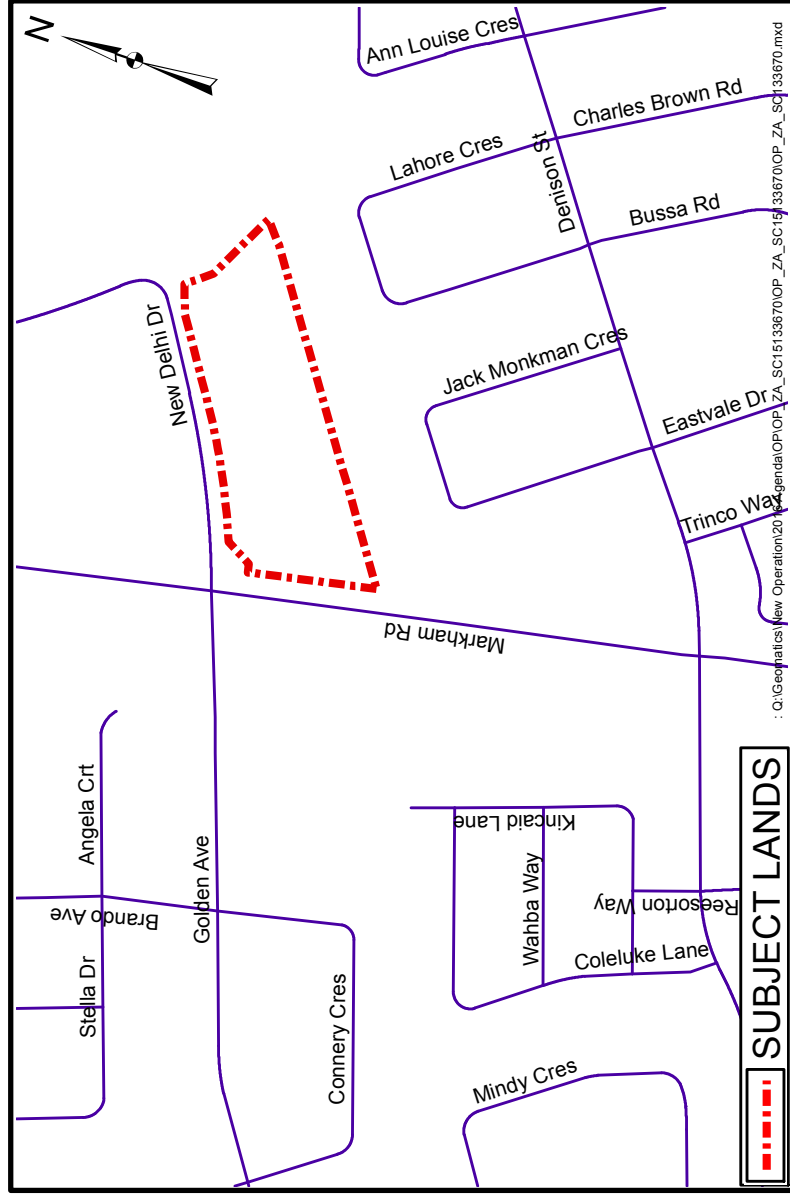 N
Ann Louise Cres
Lahore Cres
Charles Brown Rd
Denison St
Bussa Rd
New Delhi Dr
Jack Monkman Cres
Eastvale Dr
Trinco Way
Markham Rd
Angela Crt
Brando Ave
Golden Ave
Stella Dr
Kincaid Lane
Wahba Way
Reesorton Way
Coleluke Lane
Connery Cres
Mindy Cres
SUBJECT LANDS